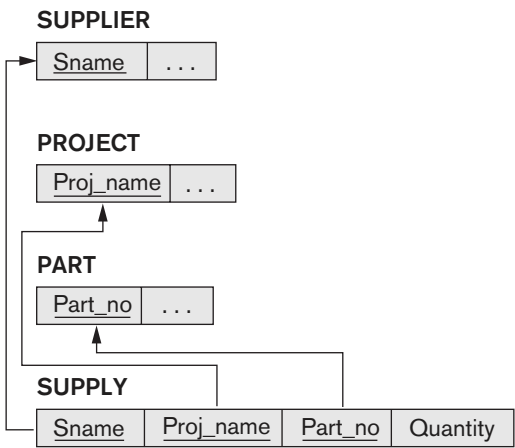 SUPPLIER
Sname ...
PROJECT
Proj_name ...
PART
Part_no ...
SUPPLY
Sname Proj_name Part_no Quantity